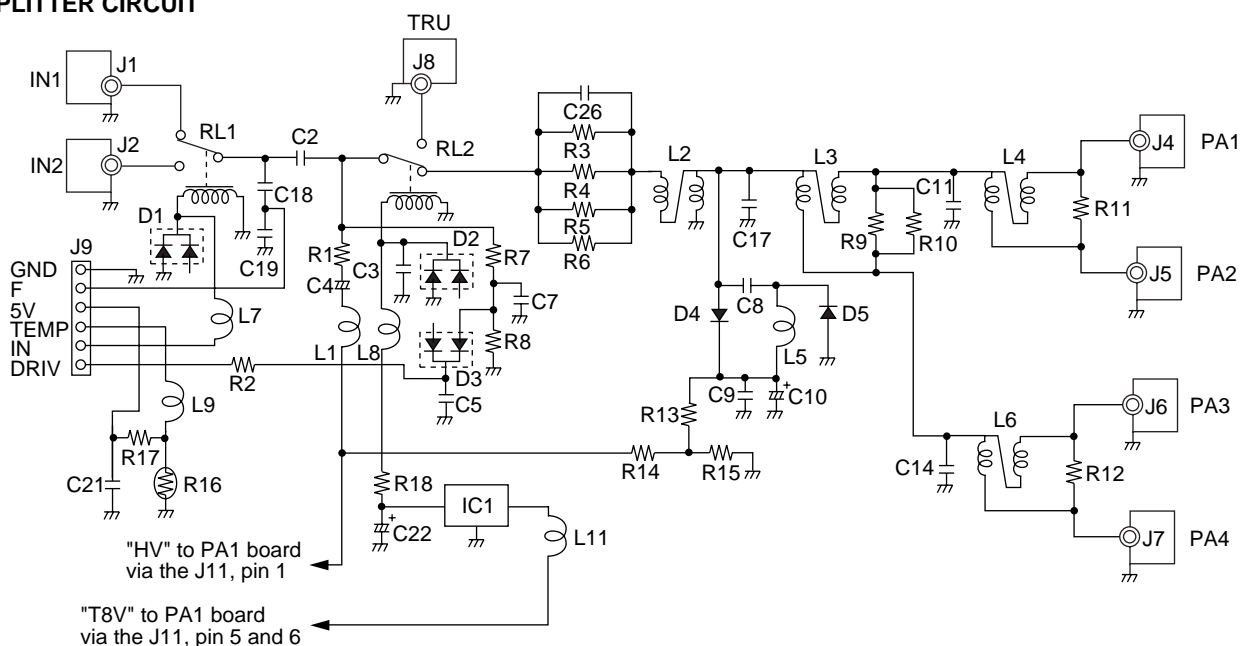 PLITTER CIRCUIT
TRU
J1
IN1
J8
J2
IN2
RL1
C2
RL2
C26
R3
R4
R5
R6
L2
L3
L4
J4
PA1
C18
C19
D1
J9
GND
F
5V
TEMP
IN
DRIV
R1
C3
C4
D2
R7
C7
R8
D3
C5
L7
L1
L8
R2
L9
R17
C21
R16
C17
R9
R10
C11
R11
J5
PA2
D4
C8
D5
L5
C9
+
C10
R13
R14
R15
R18
IC1
+
C22
L11
L6
C14
R12
J6
PA3
J7
PA4
"HV" to PA1 board
via the J11, pin 1
"T8V" to PA1 board
via the J11, pin 5 and 6